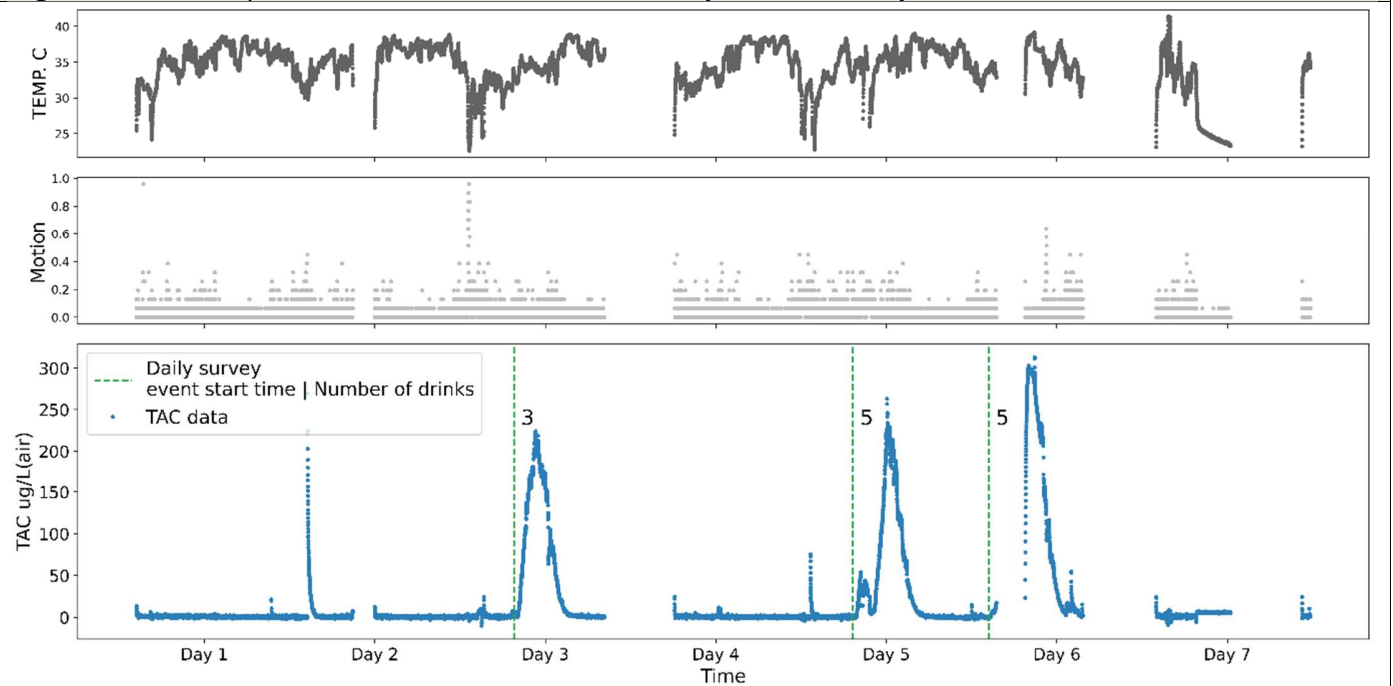 40
35
30
25
TEMP. C
1.0
0.8
0.6
0.4
0.2
0.0
Motion
300
250
200
150
100
50
0
TAC ug/L(air)
Daily survey
event start time | Number of drinks
TAC data
3
5
5
Day 1
Day 2
Day 3
Day 4
Day 5
Day 6
Day 7
Time